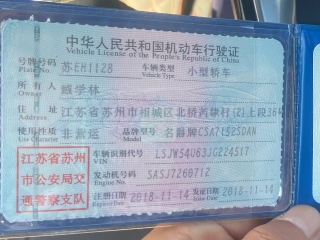 中华人民共和国机动车行驶证
Vehicle License of the People's Republic of China
号牌号码 苏EH1128 车辆类型 小型轿车
Plate No. Vehicle Type
所有人 臧学林
Owner
住址 江苏省苏州市相城区北桥 村(2)上段36
Address
使用性质 非营运 品牌型号 名爵牌CSA7152SDAN
Use Character Model
江苏省苏州市公安局交通警察支队
车辆识别代号 LSJW54U63JG224517
VIN
发动机号码 SASJ7260712
Engine No.
注册日期 2018-11-14 发证日期 2018-11-14
Register Date Issue Date